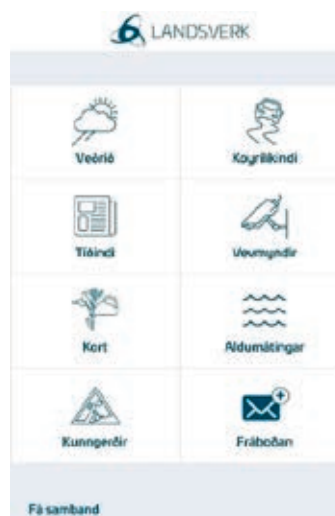 LANDSVERK
Veðrið
Koyrilíkindi
Tíðindi
Vevmyndir
Kort
Aldumátingar
Kunngerðir
Fráboðan
Fá samband